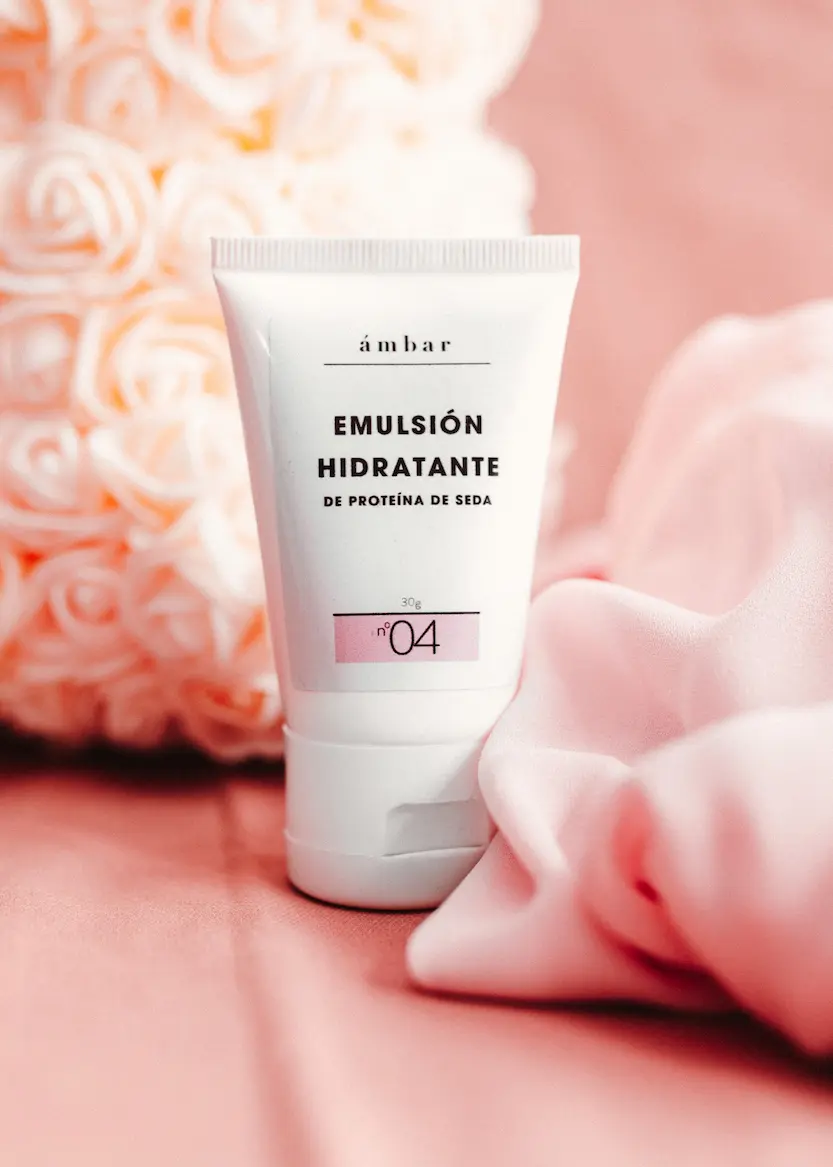 ámbar
EMULSIÓN
HIDRATANTE
DE PROTEÍNA DE SEDA
30g
nº04